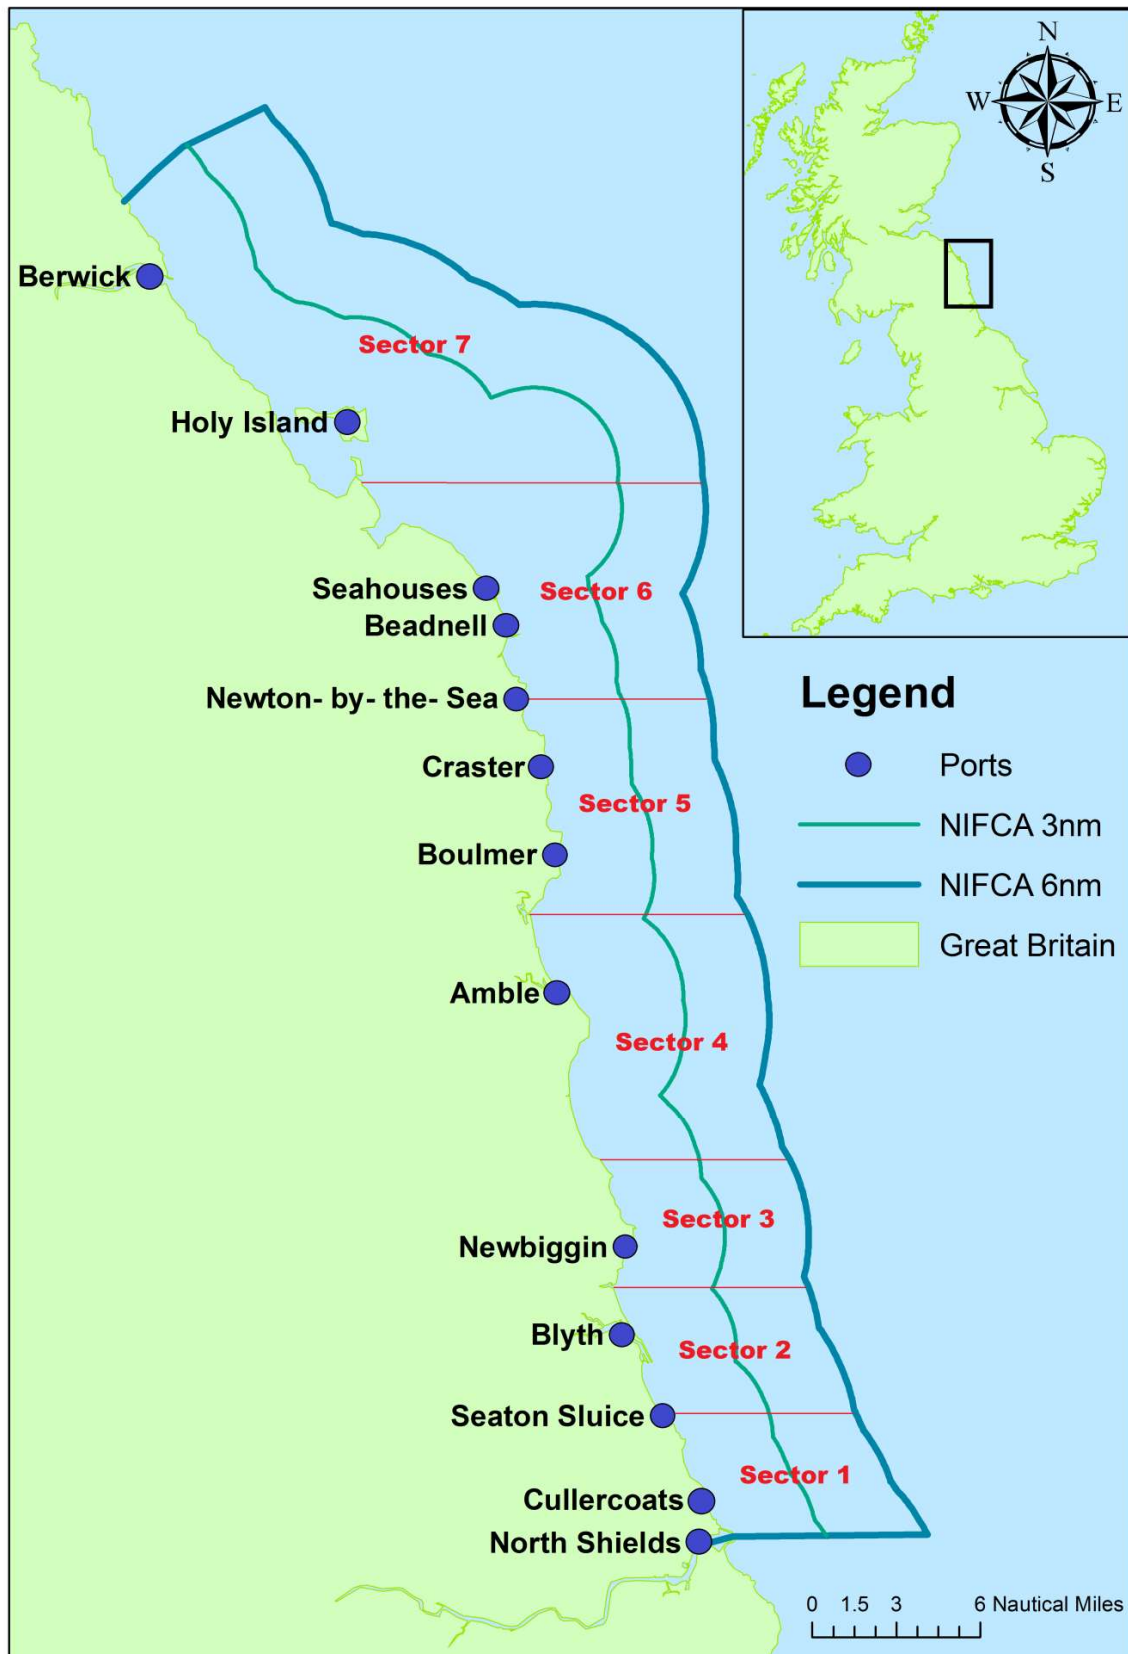 N
W E
S
Berwick
Sector 7
Holy Island
Seahouses
Sector 6
Beadnell
Newton- by- the- Sea
Legend
Craster
Ports
Sector 5
NIFCA 3nm
Boulmer
NIFCA 6nm
Great Britain
Amble
Sector 4
Sector 3
Newbiggin
Blyth
Sector 2
Seaton Sluice
Sector 1
Cullercoats
North Shields
0 1.5 3 6 Nautical Miles